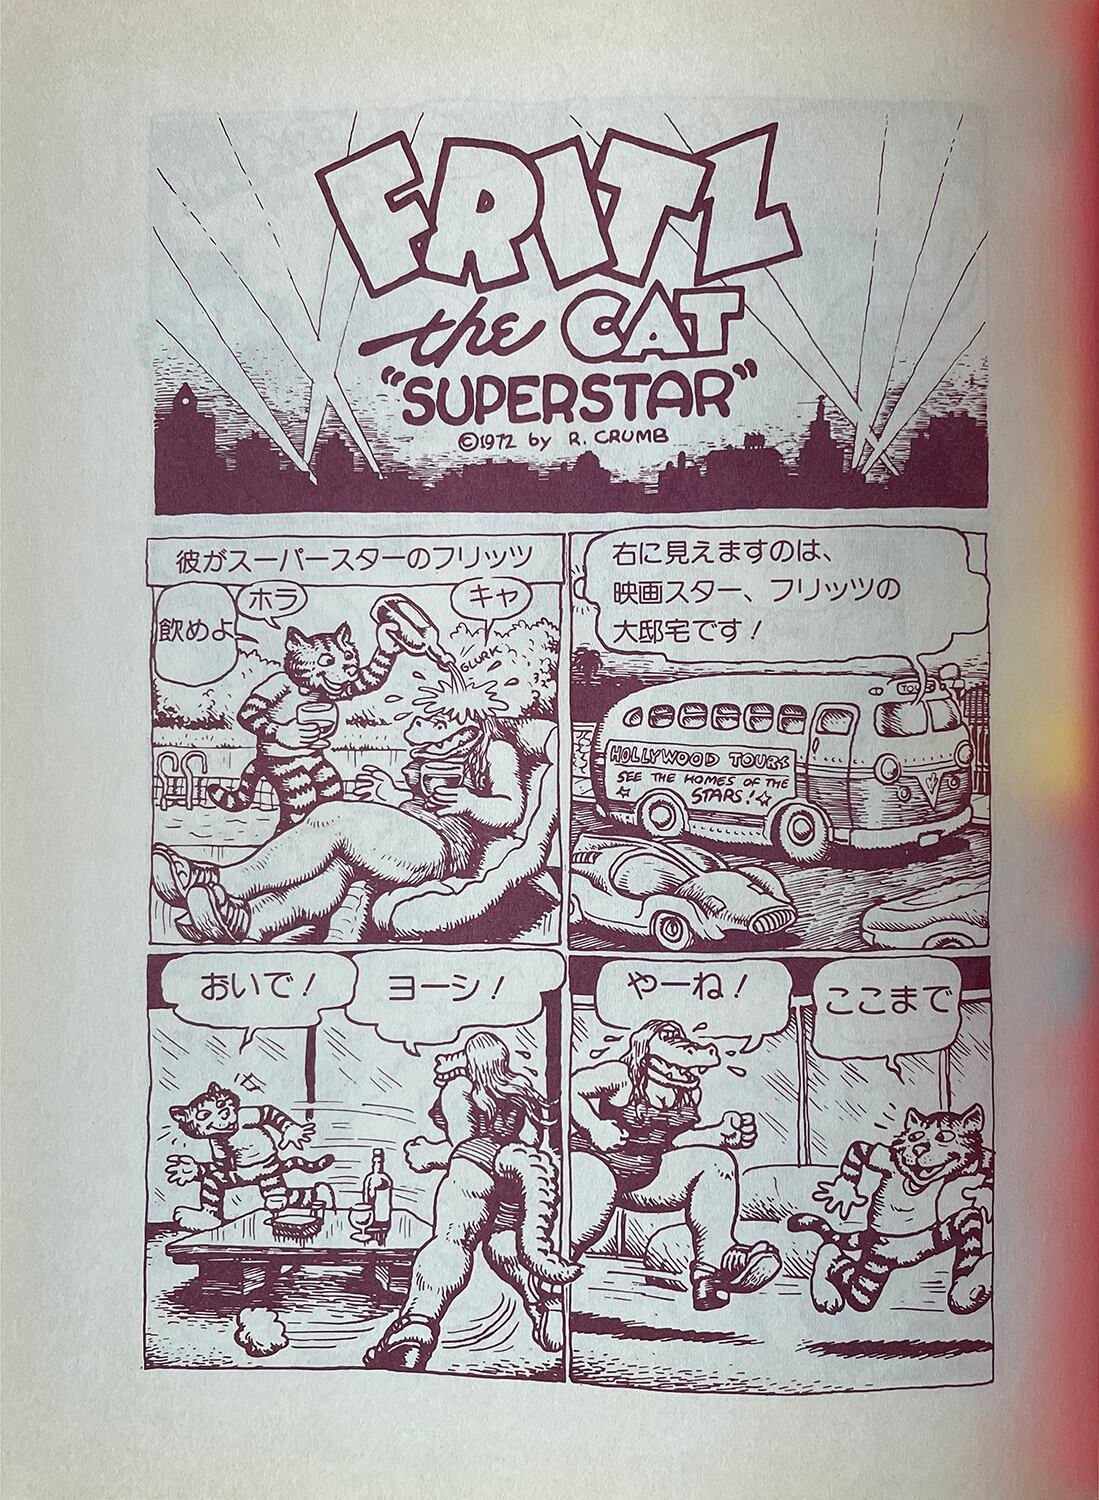 FRITZ
the CAT
"SUPERSTAR"
©1972 by R. CRUMB
彼がスーパースターのフリッツ
飲めよ
ホラ
キャ
GLURK
右に見えますのは、
映画スター、フリッツの
大邸宅です！
TOURS
HOLLYWOOD TOURS
SEE THE HOMES OF THE
STARS!
おいで！
ヨーシ！
やーね！
ここまで